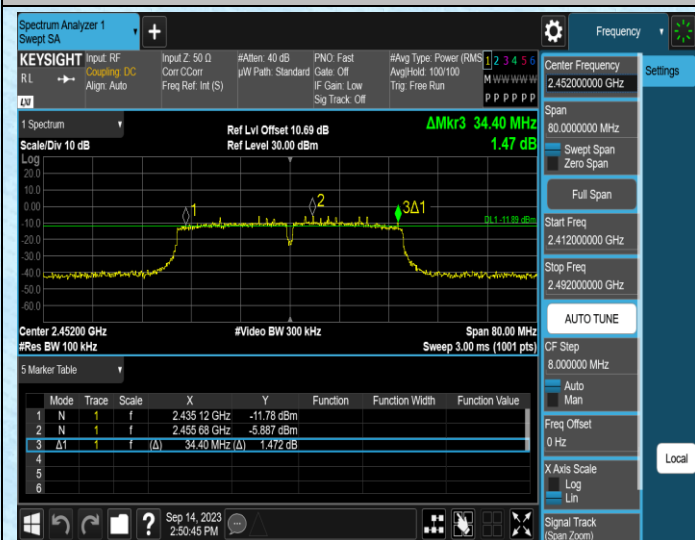 Spectrum Analyzer 1
Swept SA
Frequency
KEYSIGHT
RL
LXI
Input: RF
Coupling: DC
Align: Auto
Input Z: 50 Ω
Corr CCorr
Freq Ref: Int (S)
#Atten: 40 dB
µW Path: Standard
PNO: Fast
Gate: Off
IF Gain: Low
Sig Track: Off
#Avg Type: Power (RMS
Avg|Hold: 100/100
Trig: Free Run
1 2 3 4 5 6
M W W W W W
P P P P P P
Settings
Center Frequency
2.452000000 GHz
Span
80.0000000 MHz
Swept Span
Zero Span
Full Span
Start Freq
2.412000000 GHz
Stop Freq
2.492000000 GHz
AUTO TUNE
CF Step
8.000000 MHz
Auto
Man
Freq Offset
0 Hz
X Axis Scale
Log
Lin
Signal Track
(Span Zoom)
Local
1 Spectrum
Scale/Div 10 dB
Ref Lvl Offset 10.69 dB
Ref Level 30.00 dBm
ΔMkr3 34.40 MHz
1.47 dB
Log
20.0
10.0
0.00
-10.0
-20.0
-30.0
-40.0
-50.0
-60.0
1
2
3Δ1
DL1 -11.89 dBm
Center 2.45200 GHz
#Video BW 300 kHz
Span 80.00 MHz
#Res BW 100 kHz
Sweep 3.00 ms (1001 pts)
5 Marker Table
Mode Trace Scale X Y Function Function Width Function Value
1 N 1 f 2.435 12 GHz -11.78 dBm
2 N 1 f 2.455 68 GHz -5.887 dBm
3 Δ1 1 f (Δ) 34.40 MHz (Δ) 1.472 dB
4
5
6
?
Sep 14, 2023
2:50:45 PM